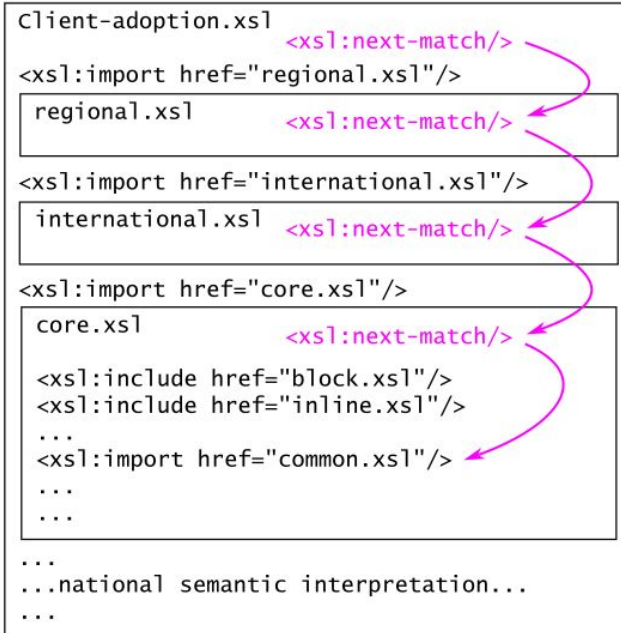 Client-adoption.xsl
<xsl:next-match/>
<xsl:import href="regional.xsl"/>
regional.xsl
<xsl:next-match/>
<xsl:import href="international.xsl"/>
international.xsl
<xsl:next-match/>
<xsl:import href="core.xsl"/>
core.xsl
<xsl:next-match/>
<xsl:include href="block.xsl"/>
<xsl:include href="inline.xsl"/>
...
<xsl:import href="common.xsl"/>
...
...
...
...national semantic interpretation...
...